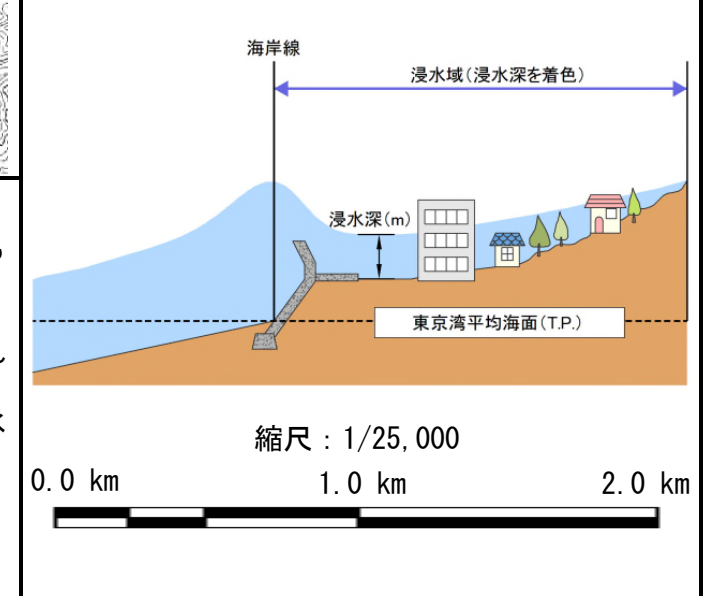 海岸線
浸水域（浸水深を着色）
浸水深（m）
東京湾平均海面（T.P.）
縮尺：1/25,000
0.0 km 1.0 km 2.0 km